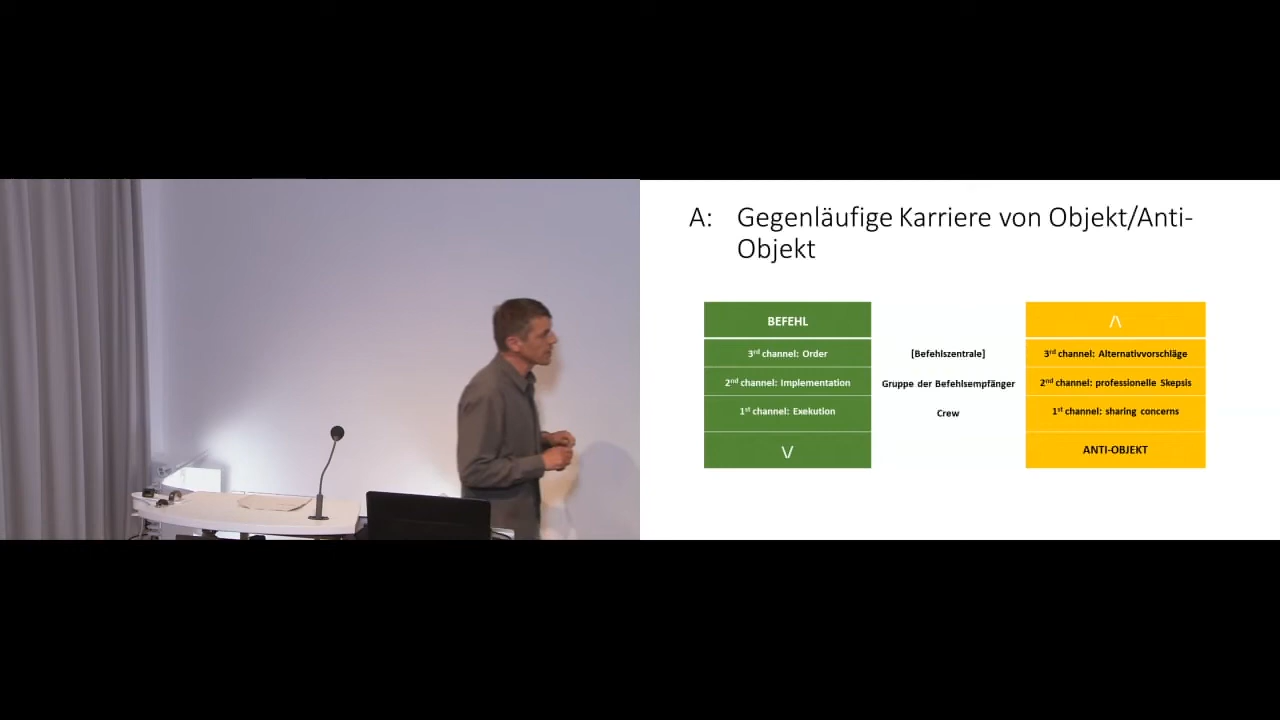 A: Gegenläufige Karriere von Objekt/Anti-
Objekt
BEFEHL
3rd channel: Order
2nd channel: Implementation
1st channel: Exekution
\/
[Befehlszentrale]
Gruppe der Befehlsempfänger
Crew
/\
3rd channel: Alternativvorschläge
2nd channel: professionelle Skepsis
1st channel: sharing concerns
ANTI-OBJEKT